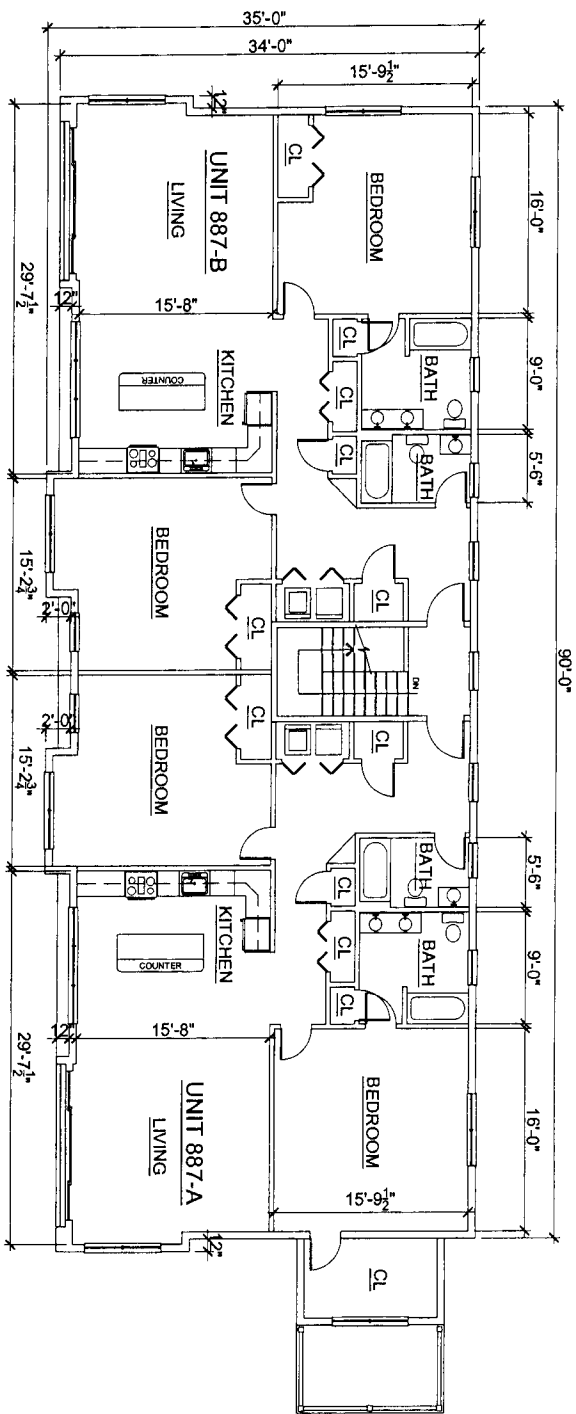 35'-0"
34'-0"
15'-9½"
12"
90'-0"
16'-0"
CL
BEDROOM
UNIT 887-B
LIVING
29'-7½"
12"
15'-8"
9'-0"
CL
BATH
KITCHEN
COUNTER
CL
CL
BATH
5'-6"
BEDROOM
CL
CL
15'-2¾"
2'-0"
DN
BEDROOM
CL
CL
15'-2¾"
2'-0"
BATH
5'-6"
CL
KITCHEN
COUNTER
CL
BATH
9'-0"
CL
29'-7½"
12"
15'-8"
UNIT 887-A
LIVING
BEDROOM
16'-0"
15'-9½"
12"
CL